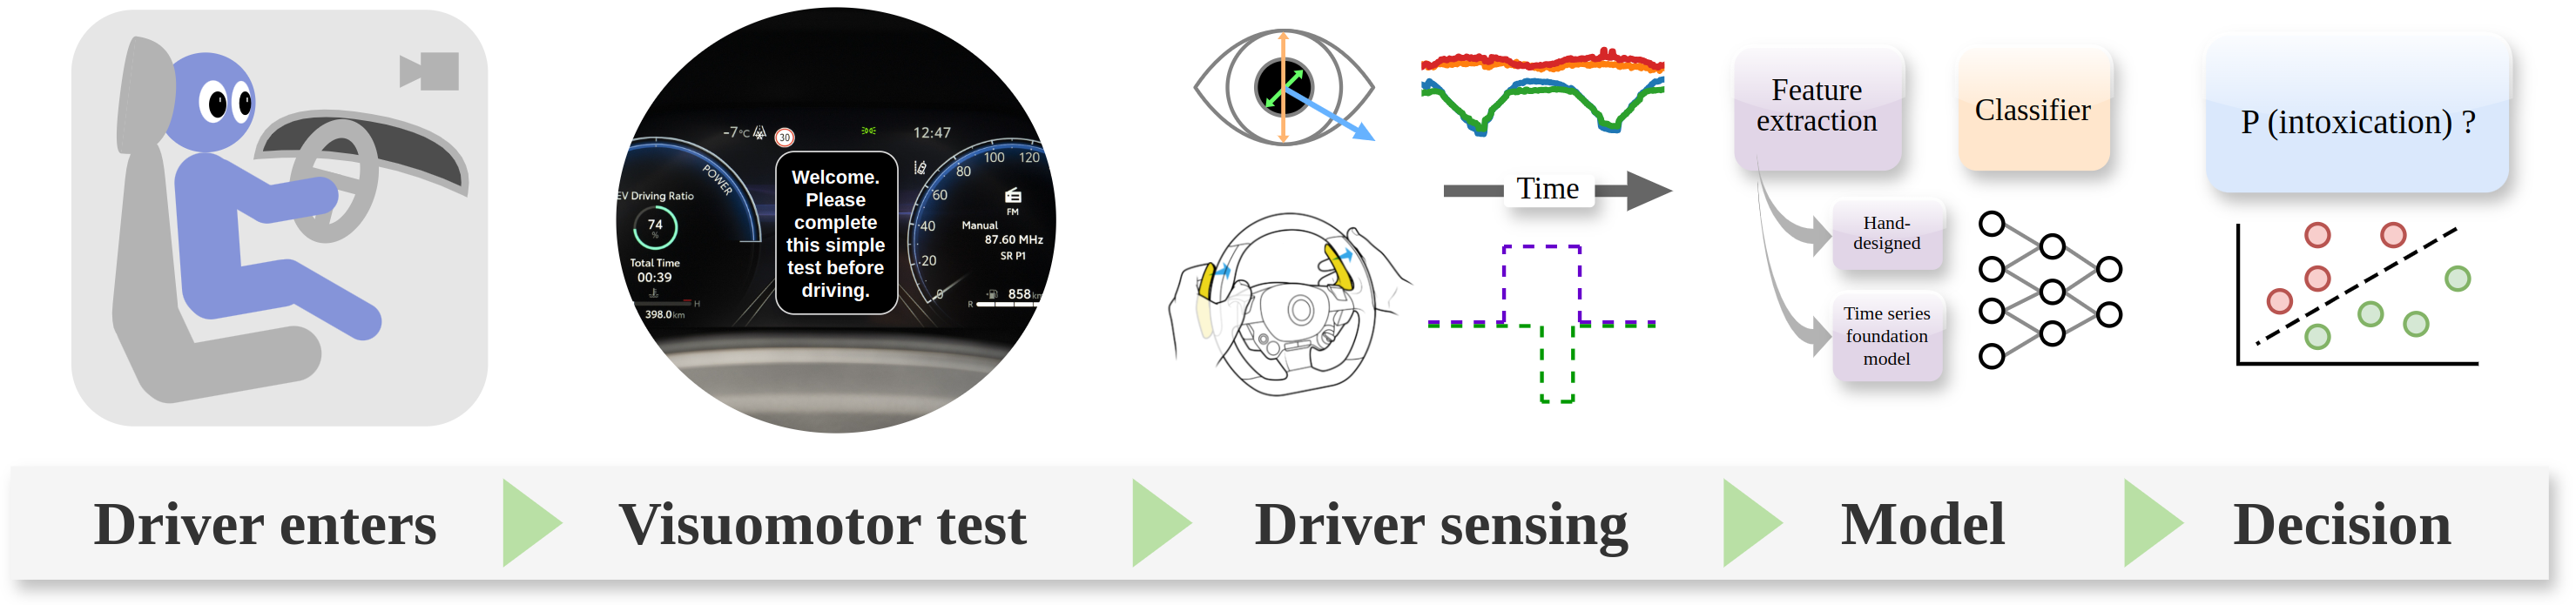 -7°C
30
12:47
POWER
EV Driving Ratio
74
%
Total Time
00:39
H
398.0 km
Welcome.
Please
complete
this simple
test before
driving.
120
100
80
60
40
20
0
FM
Manual
87.60 MHz
SR P1
858 km
R
Time
Feature
extraction
Classifier
Hand-
designed
Time series
foundation
model
P (intoxication) ?
Driver enters
Visuomotor test
Driver sensing
Model
Decision